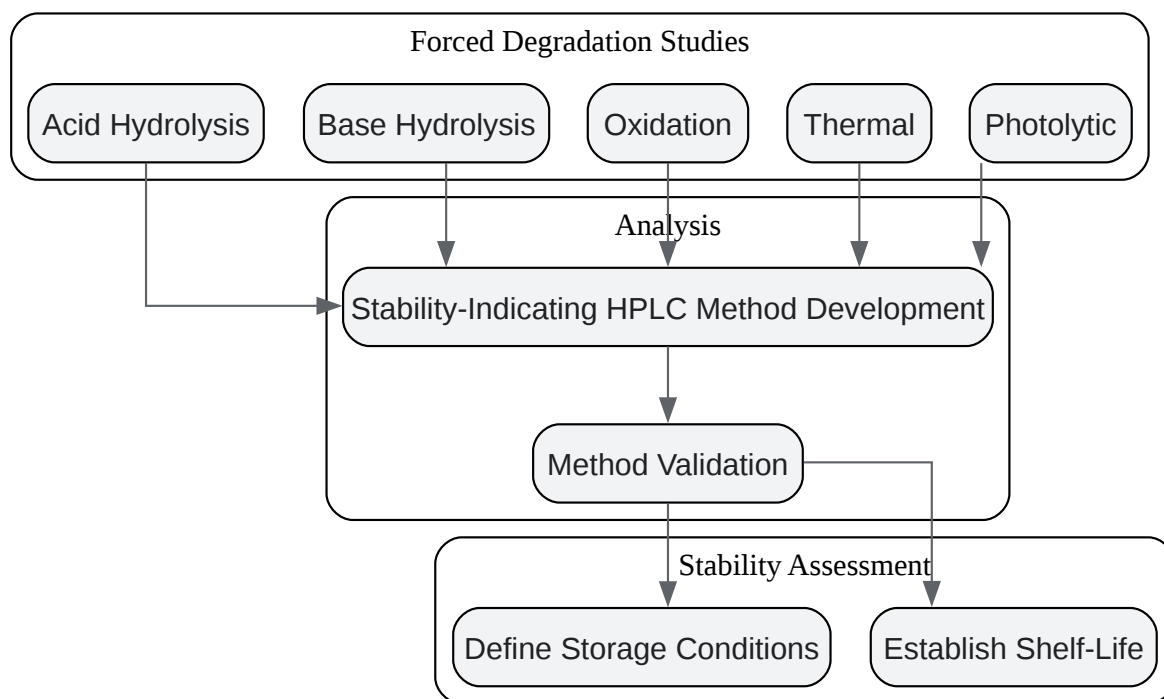 Forced Degradation Studies
Acid Hydrolysis
Base Hydrolysis
Oxidation
Thermal
Photolytic
Analysis
Stability-Indicating HPLC Method Development
Method Validation
Stability Assessment
Define Storage Conditions
Establish Shelf-Life